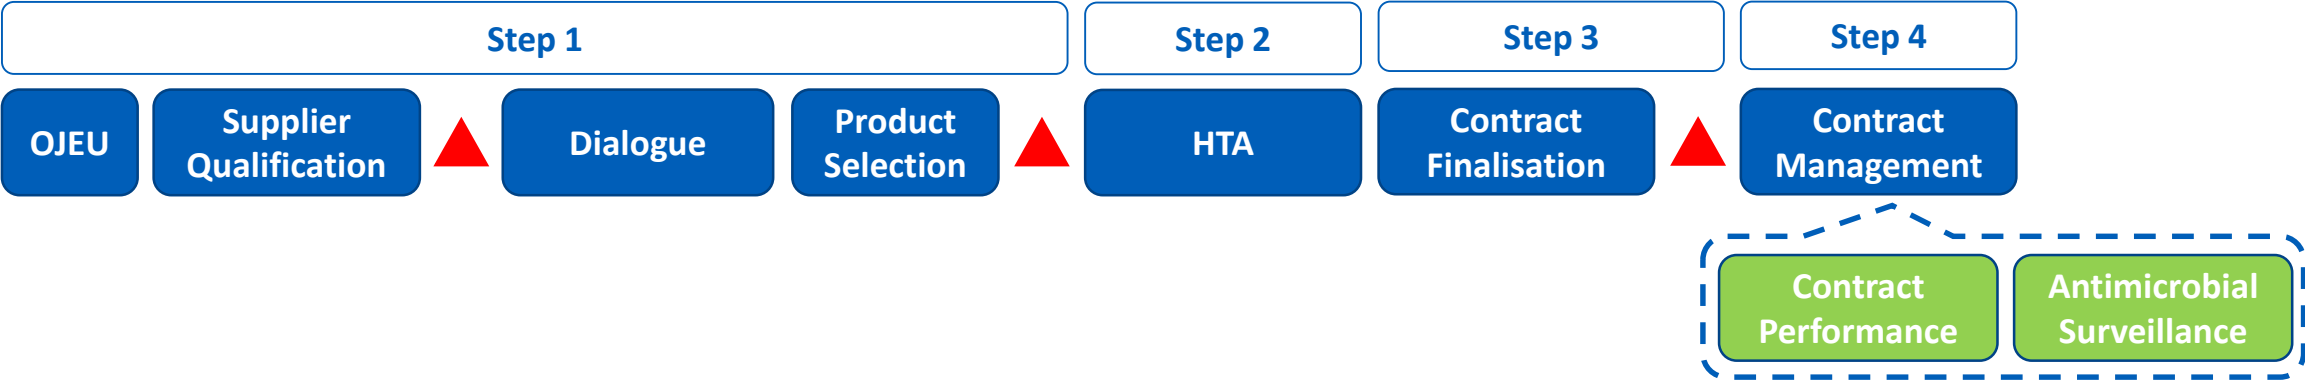 Step 1
Step 2
Step 3
Step 4
OJEU
Supplier
Qualification
Dialogue
Product
Selection
HTA
Contract
Finalisation
Contract
Management
Contract
Performance
Antimicrobial
Surveillance